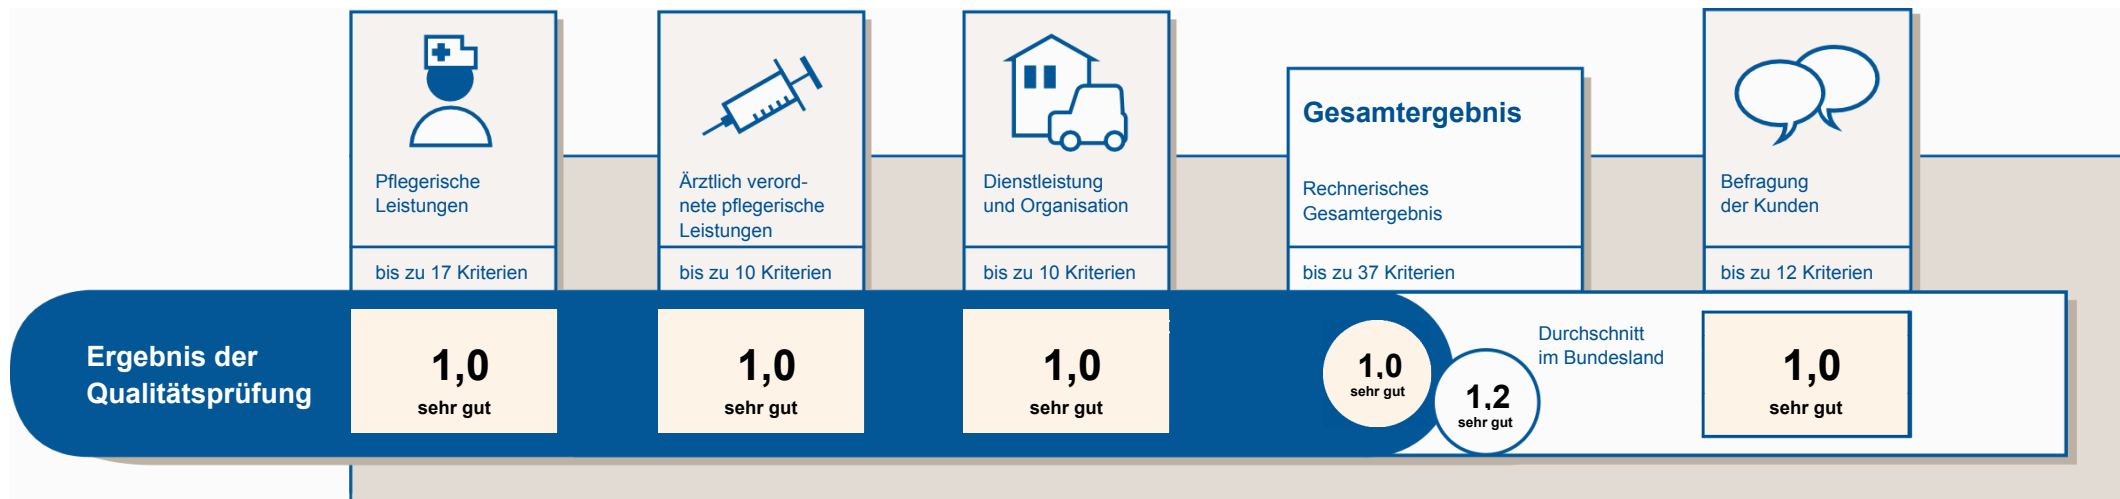 Pflegerische
Leistungen
bis zu 17 Kriterien
Ärztlich verord-
nete pflegerische
Leistungen
bis zu 10 Kriterien
Dienstleistung
und Organisation
bis zu 10 Kriterien
Gesamtergebnis
Rechnerisches
Gesamtergebnis
bis zu 37 Kriterien
Befragung
der Kunden
bis zu 12 Kriterien
Ergebnis der
Qualitätsprüfung
1,0
sehr gut
1,0
sehr gut
1,0
sehr gut
1,0
sehr gut
1,2
sehr gut
Durchschnitt
im Bundesland
1,0
sehr gut